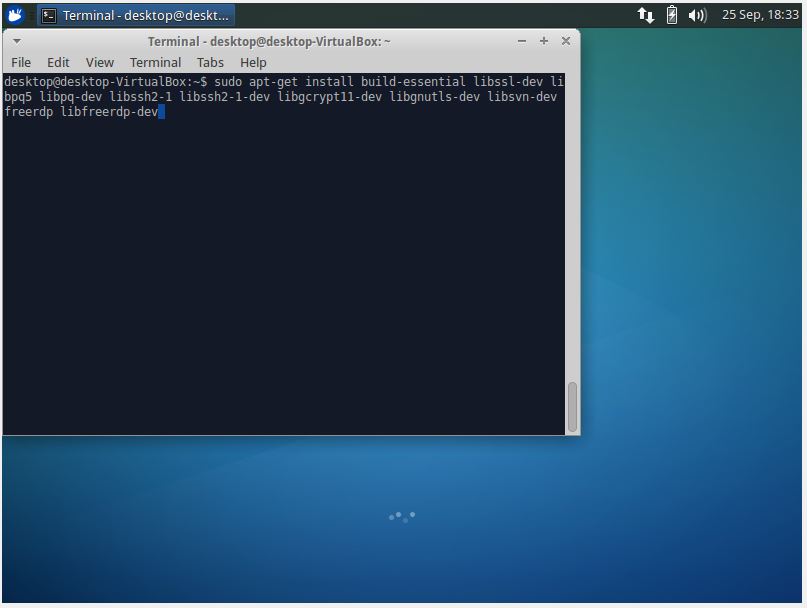 Terminal - desktop@deskt...
25 Sep, 18:33
Terminal - desktop@desktop-VirtualBox: ~
File Edit View Terminal Tabs Help
desktop@desktop-VirtualBox:~$ sudo apt-get install build-essential libssl-dev li
bpq5 libpq-dev libssh2-1 libssh2-1-dev libgcrypt11-dev libgnutls-dev libsvn-dev
freerdp libfreerdp-dev